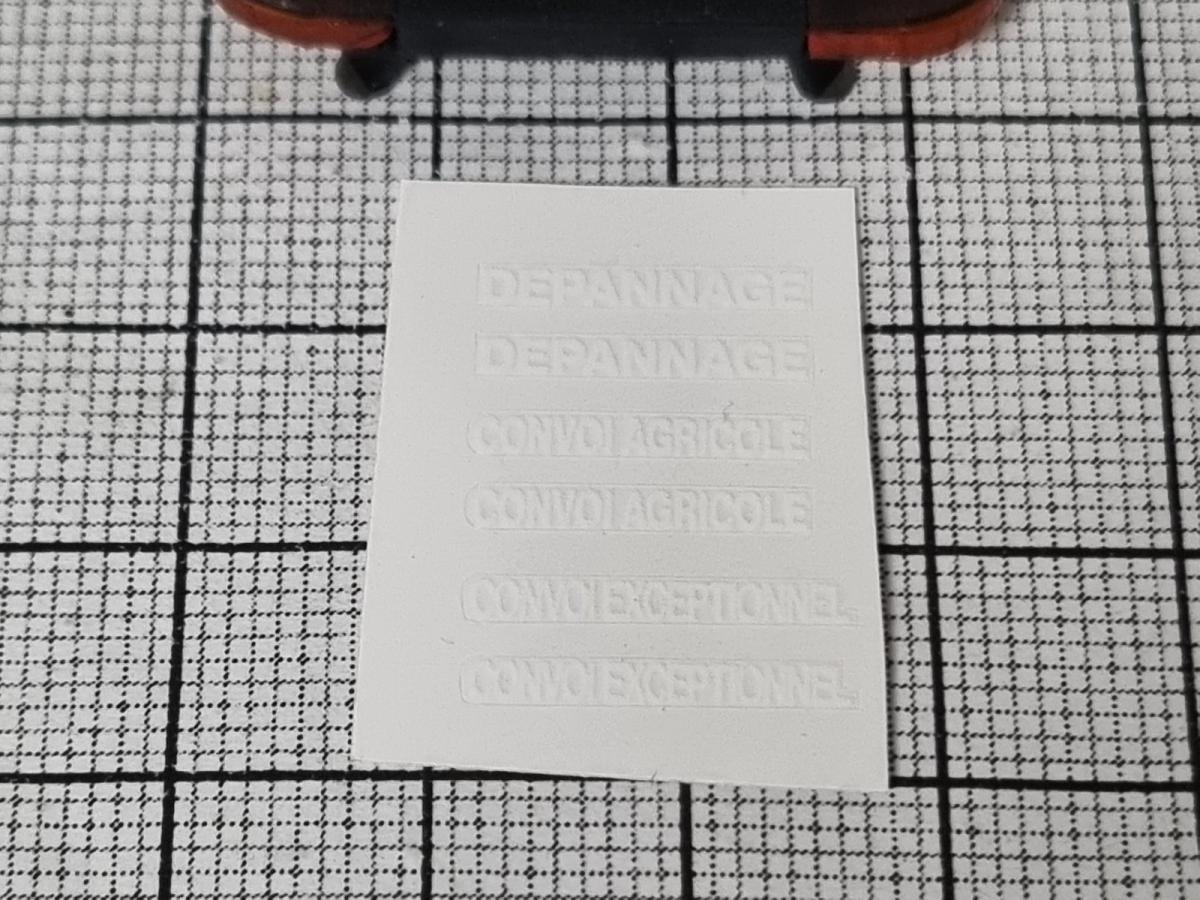 DEPANNAGE
DEPANNAGE
CONVOI AGRICOLE
CONVOI AGRICOLE
CONVOI EXCEPTIONNEL
CONVOI EXCEPTIONNEL